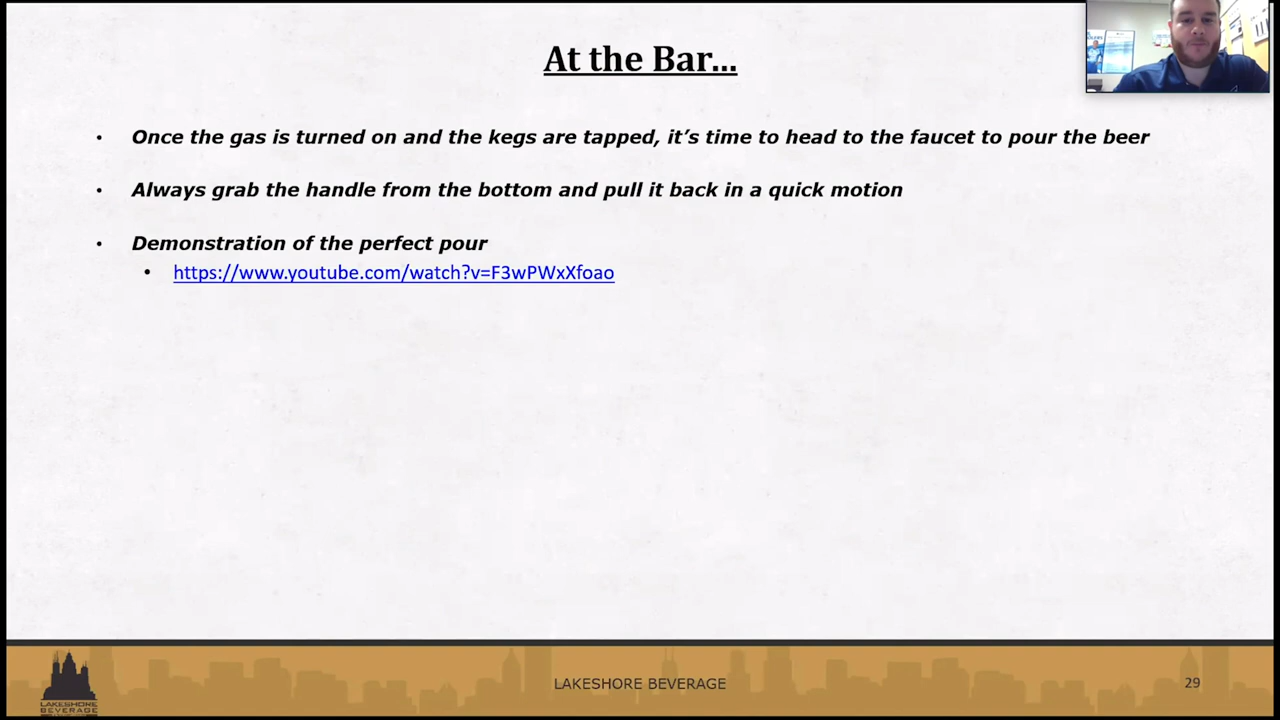 At the Bar...
• Once the gas is turned on and the kegs are tapped, it’s time to head to the faucet to pour the beer
• Always grab the handle from the bottom and pull it back in a quick motion
• Demonstration of the perfect pour
• https://www.youtube.com/watch?v=F3wPWxXfoao
LAKESHORE
BEVERAGE
LAKESHORE BEVERAGE
29